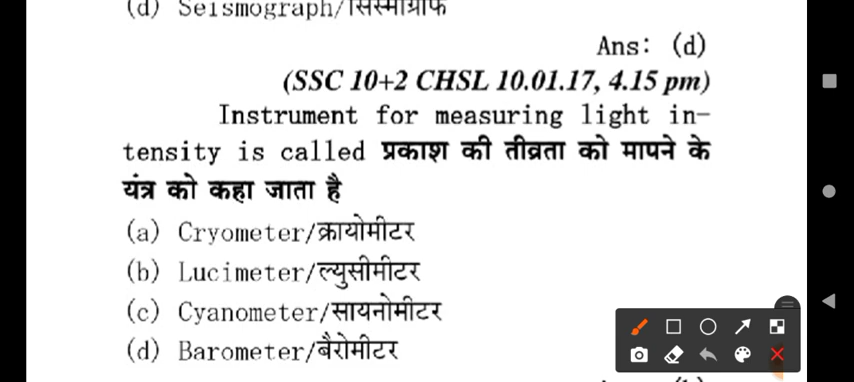 (d) Seismograph/सिस्मोग्राफ
Ans: (d)
(SSC 10+2 CHSL 10.01.17, 4.15 pm)
Instrument for measuring light in-
tensity is called प्रकाश की तीव्रता को मापने के
यंत्र को कहा जाता है
(a) Cryometer/क्रायोमीटर
(b) Lucimeter/ल्युसीमीटर
(c) Cyanometer/सायनोमीटर
(d) Barometer/बैरोमीटर